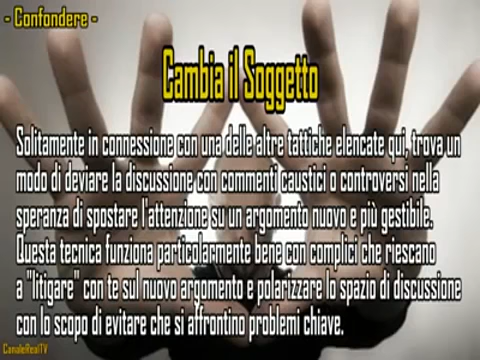 - Confondere -
Cambia il Soggetto
Solitamente in connessione con una delle altre tattiche elencate qui, trova un
modo di deviare la discussione con commenti caustici o controversi nella
speranza di spostare l'attenzione su un argomento nuovo e più gestibile.
Questa tecnica funziona particolarmente bene con complici che riescano
a "litigare" con te sul nuovo argomento e polarizzare lo spazio di discussione
con lo scopo di evitare che si affrontino problemi chiave.
CanaleRealTV